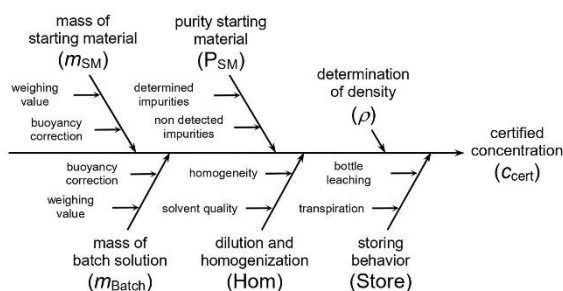 mass of
starting material
(mSM)
purity starting
material
(PSM)
determination
of density
(ρ)
weighing
value
buoyancy
correction
determined
impurities
non detected
impurities
certified
concentration
(ccert)
buoyancy
correction
weighing
value
homogeneity
solvent quality
bottle
leaching
transpiration
mass of
batch solution
(mBatch)
dilution and
homogenization
(Hom)
storing
behavior
(Store)